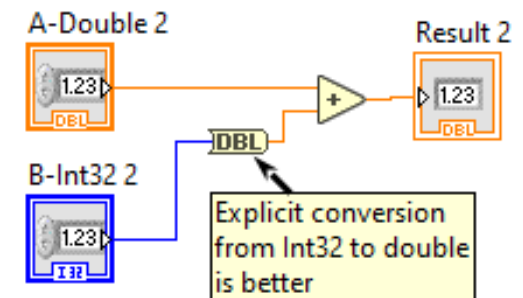 A-Double 2
Result 2
1.23
DBL
+
1.23
DBL
DBL
B-Int32 2
1.23
I32
Explicit conversion
from Int32 to double
is better